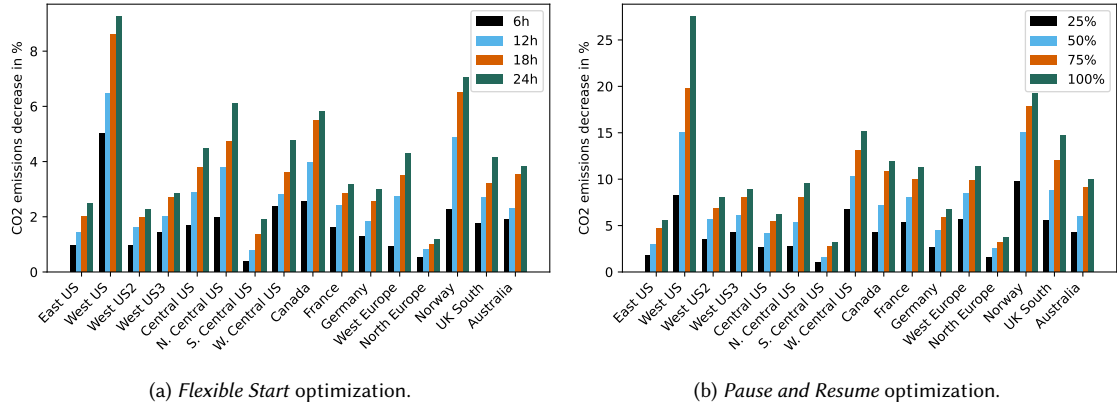 CO2 emissions decrease in %
8
6
4
2
0
6h
12h
18h
24h
East US
West US
West US2
West US3
Central US
N. Central US
S. Central US
W. Central US
Canada
France
Germany
West Europe
North Europe
Norway
UK South
Australia
(a) Flexible Start optimization.
CO2 emissions decrease in %
25
20
15
10
5
0
25%
50%
75%
100%
East US
West US
West US2
West US3
Central US
N. Central US
S. Central US
W. Central US
Canada
France
Germany
West Europe
North Europe
Norway
UK South
Australia
(b) Pause and Resume optimization.